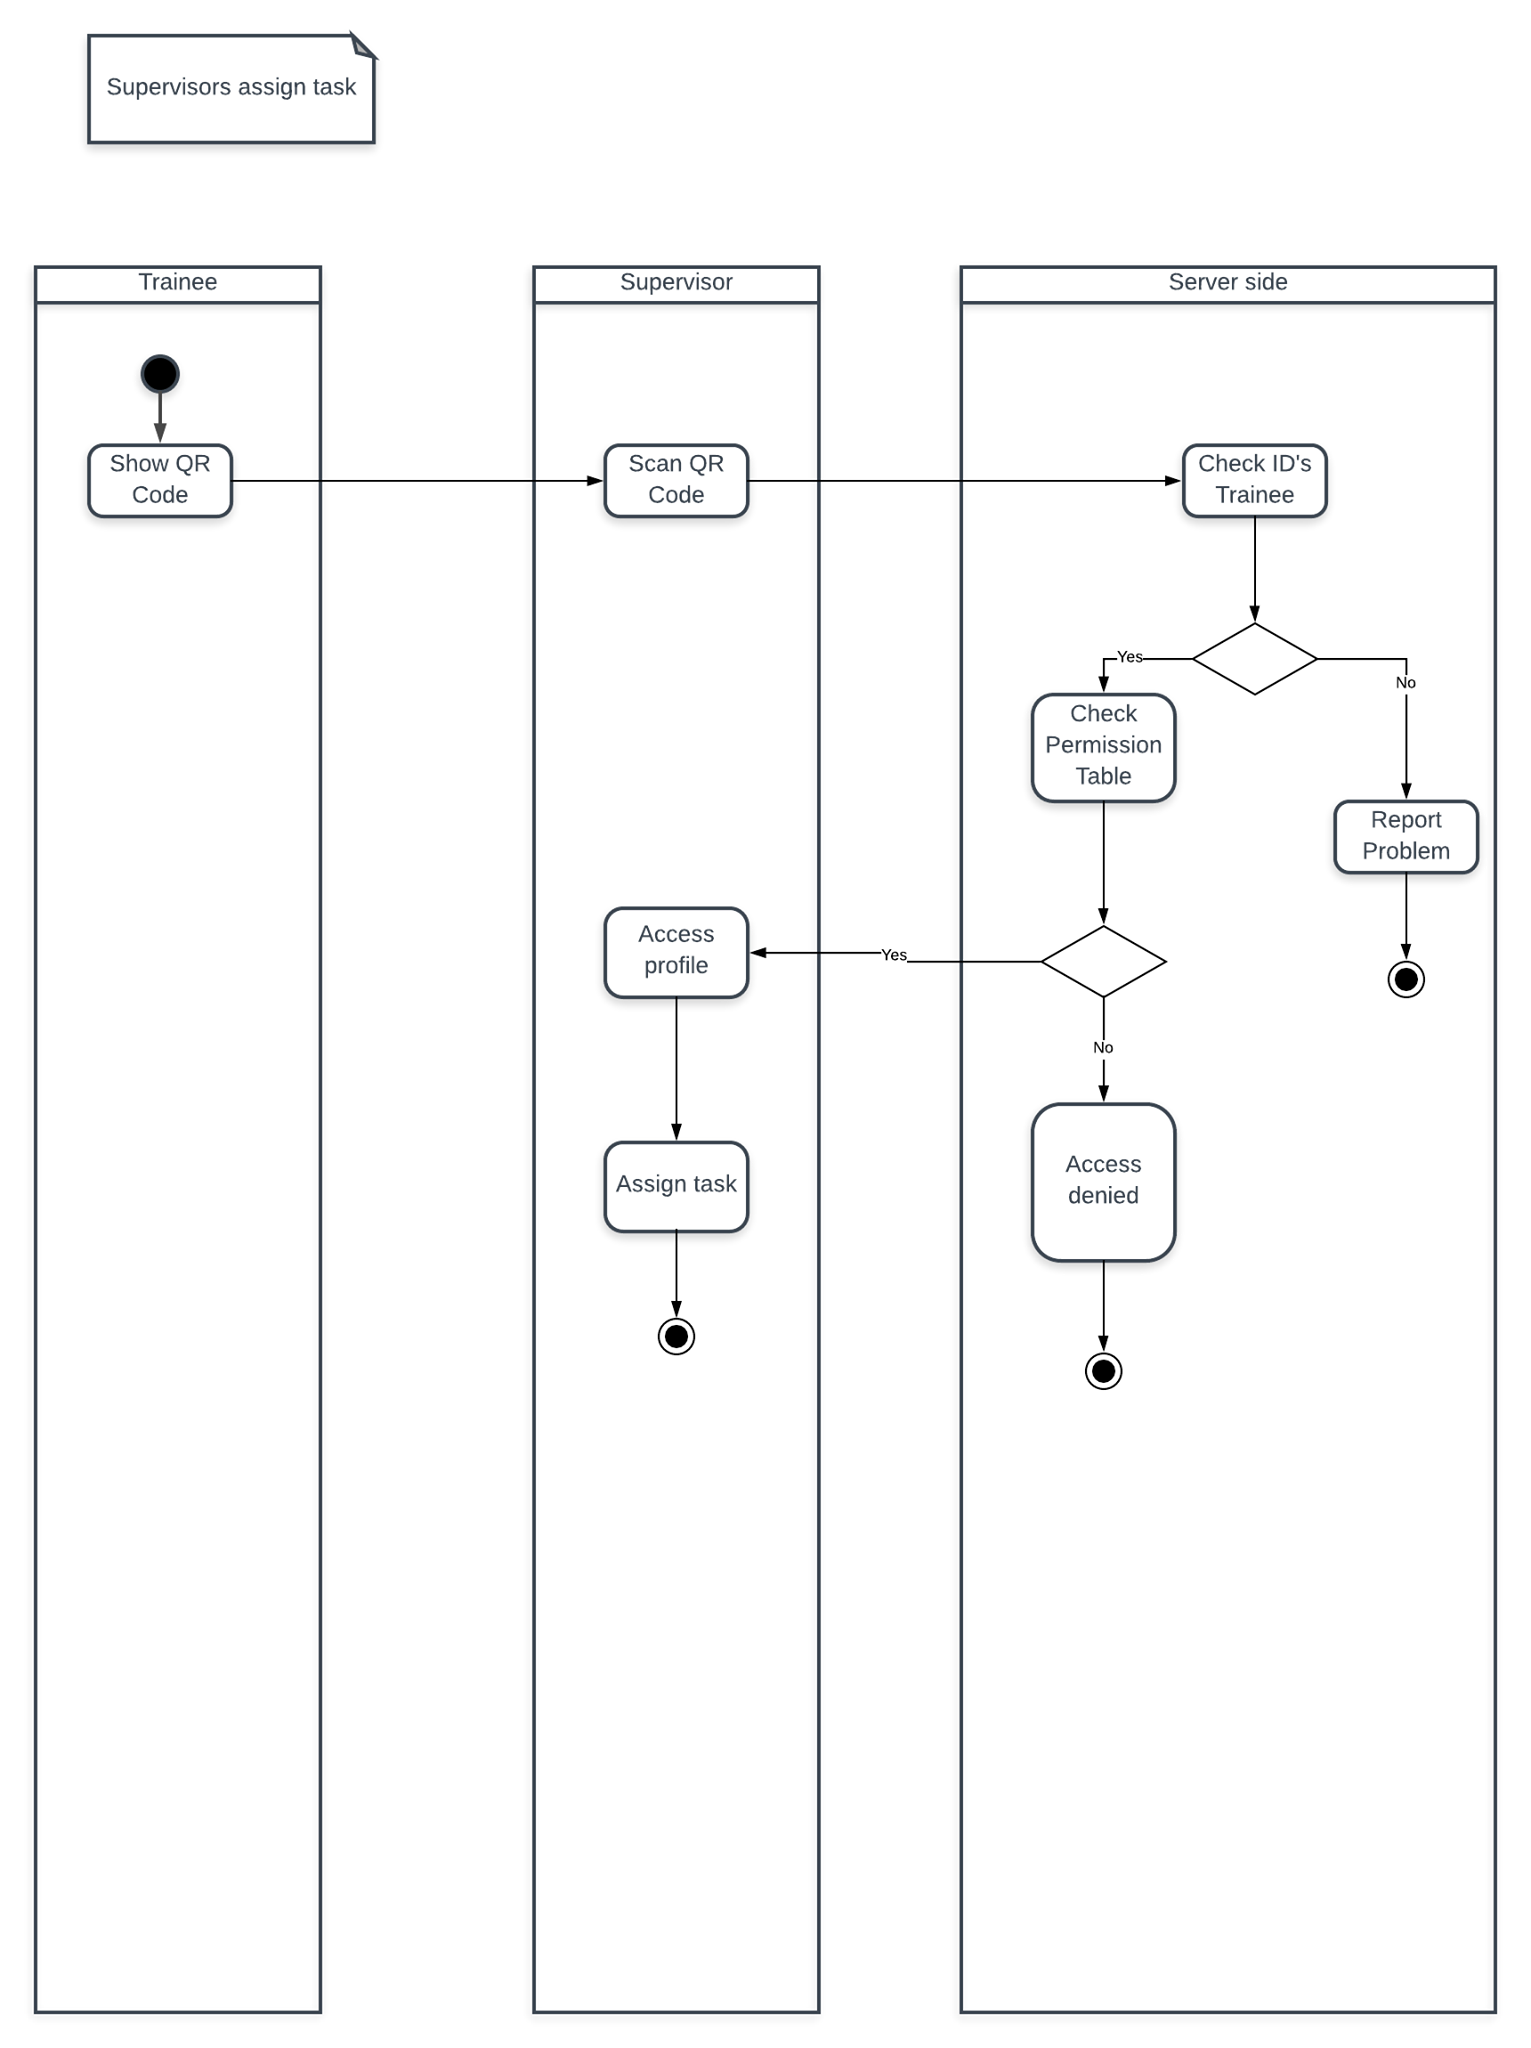 Supervisors assign task
Trainee
Supervisor
Server side
Show QR
Code
Scan QR
Code
Check ID's
Trainee
Yes
No
Check
Permission
Table
Report
Problem
Access
profile
Yes
No
Access
denied
Assign task